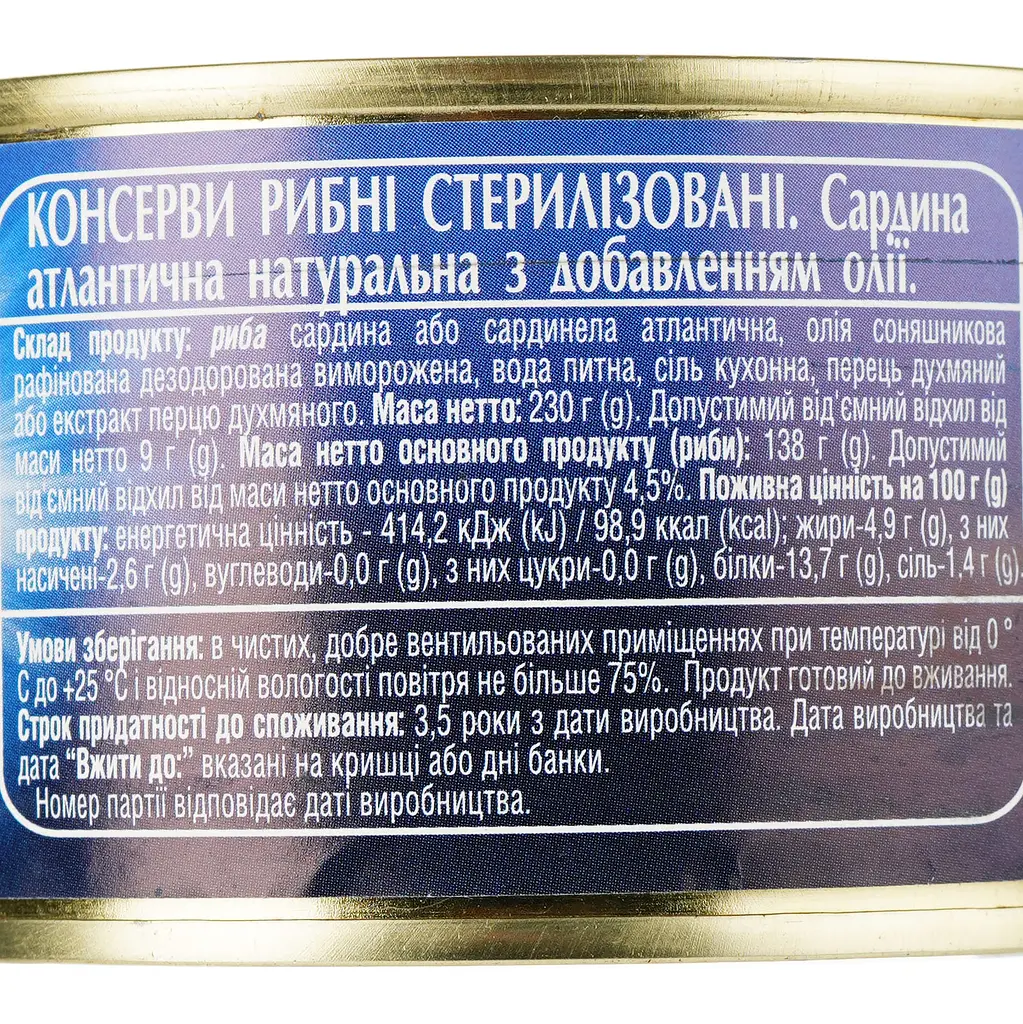 КОНСЕРВИ РИБНІ СТЕРИЛІЗОВАНІ. Сардина
атлантична натуральна з добавленням олії.
Склад продукту: риба сардина або сардинела атлантична, олія соняшникова
рафінована дезодорована виморожена, вода питна, сіль кухонна, перець духмяний
або екстракт перцю духмяного. Маса нетто: 230 г (g). Допустимий від'ємний відхил від
маси нетто 9 г (g). Маса нетто основного продукту (риби): 138 г (g). Допустимий
від'ємний відхил від маси нетто основного продукту 4,5%. Поживна цінність на 100 г (g)
продукту: енергетична цінність - 414,2 кДж (kJ) / 98,9 ккал (kcal); жири-4,9 г (g), з них
насичені-2,6 г (g), вуглеводи-0,0 г (g), з них цукри-0,0 г (g), білки-13,7 г (g), сіль-1,4 г (g).
Умови зберігання: в чистих, добре вентильованих приміщеннях при температурі від 0 °
С до +25 °С і відносній вологості повітря не більше 75%. Продукт готовий до вживання.
Строк придатності до споживання: 3,5 роки з дати виробництва. Дата виробництва та
дата “Вжити до:” вказані на кришці або дні банки.
Номер партії відповідає даті виробництва.